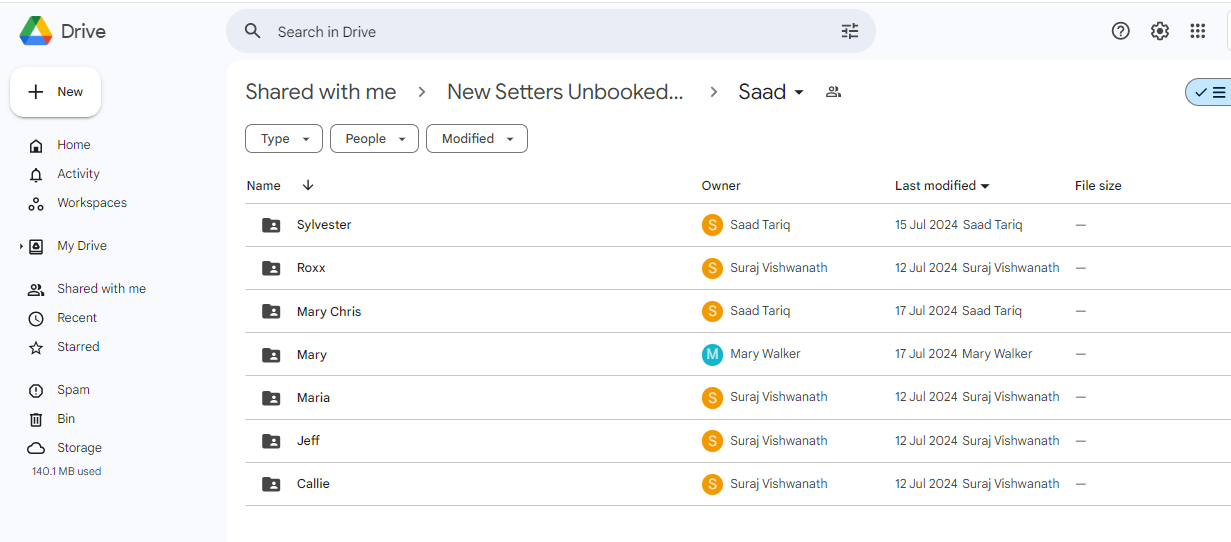 Drive
Search in Drive
New
Shared with me
New Setters Unbooked...
Saad
Type
People
Modified
Home
Activity
Workspaces
My Drive
Shared with me
Recent
Starred
Spam
Bin
Storage
140.1 MB used
Name Owner Last modified File size
Sylvester S Saad Tariq 15 Jul 2024 Saad Tariq —
Roxx S Suraj Vishwanath 12 Jul 2024 Suraj Vishwanath —
Mary Chris S Saad Tariq 17 Jul 2024 Saad Tariq —
Mary M Mary Walker 17 Jul 2024 Mary Walker —
Maria S Suraj Vishwanath 12 Jul 2024 Suraj Vishwanath —
Jeff S Suraj Vishwanath 12 Jul 2024 Suraj Vishwanath —
Callie S Suraj Vishwanath 12 Jul 2024 Suraj Vishwanath —